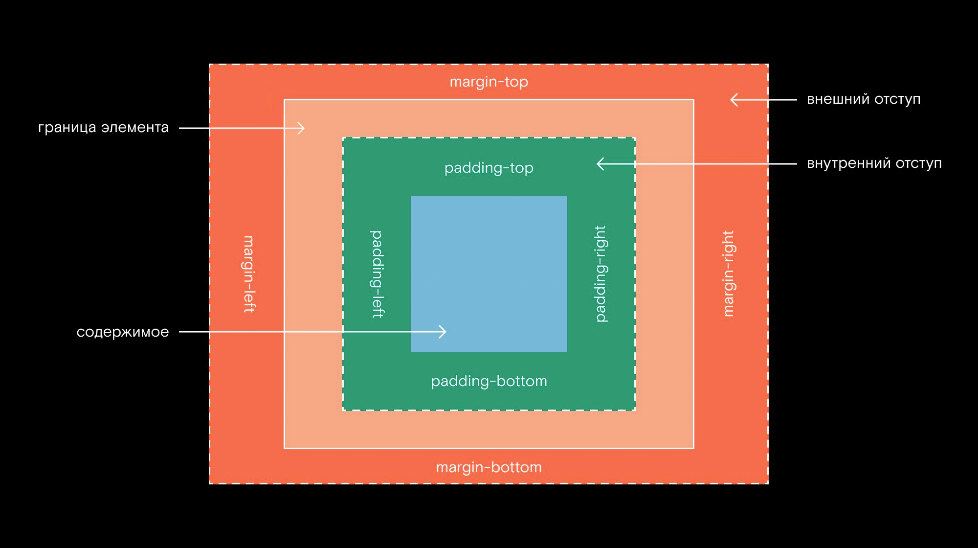 margin-top
внешний отступ
граница элемента
внутренний отступ
padding-top
margin-left
padding-left
padding-right
margin-right
содержимое
padding-bottom
margin-bottom